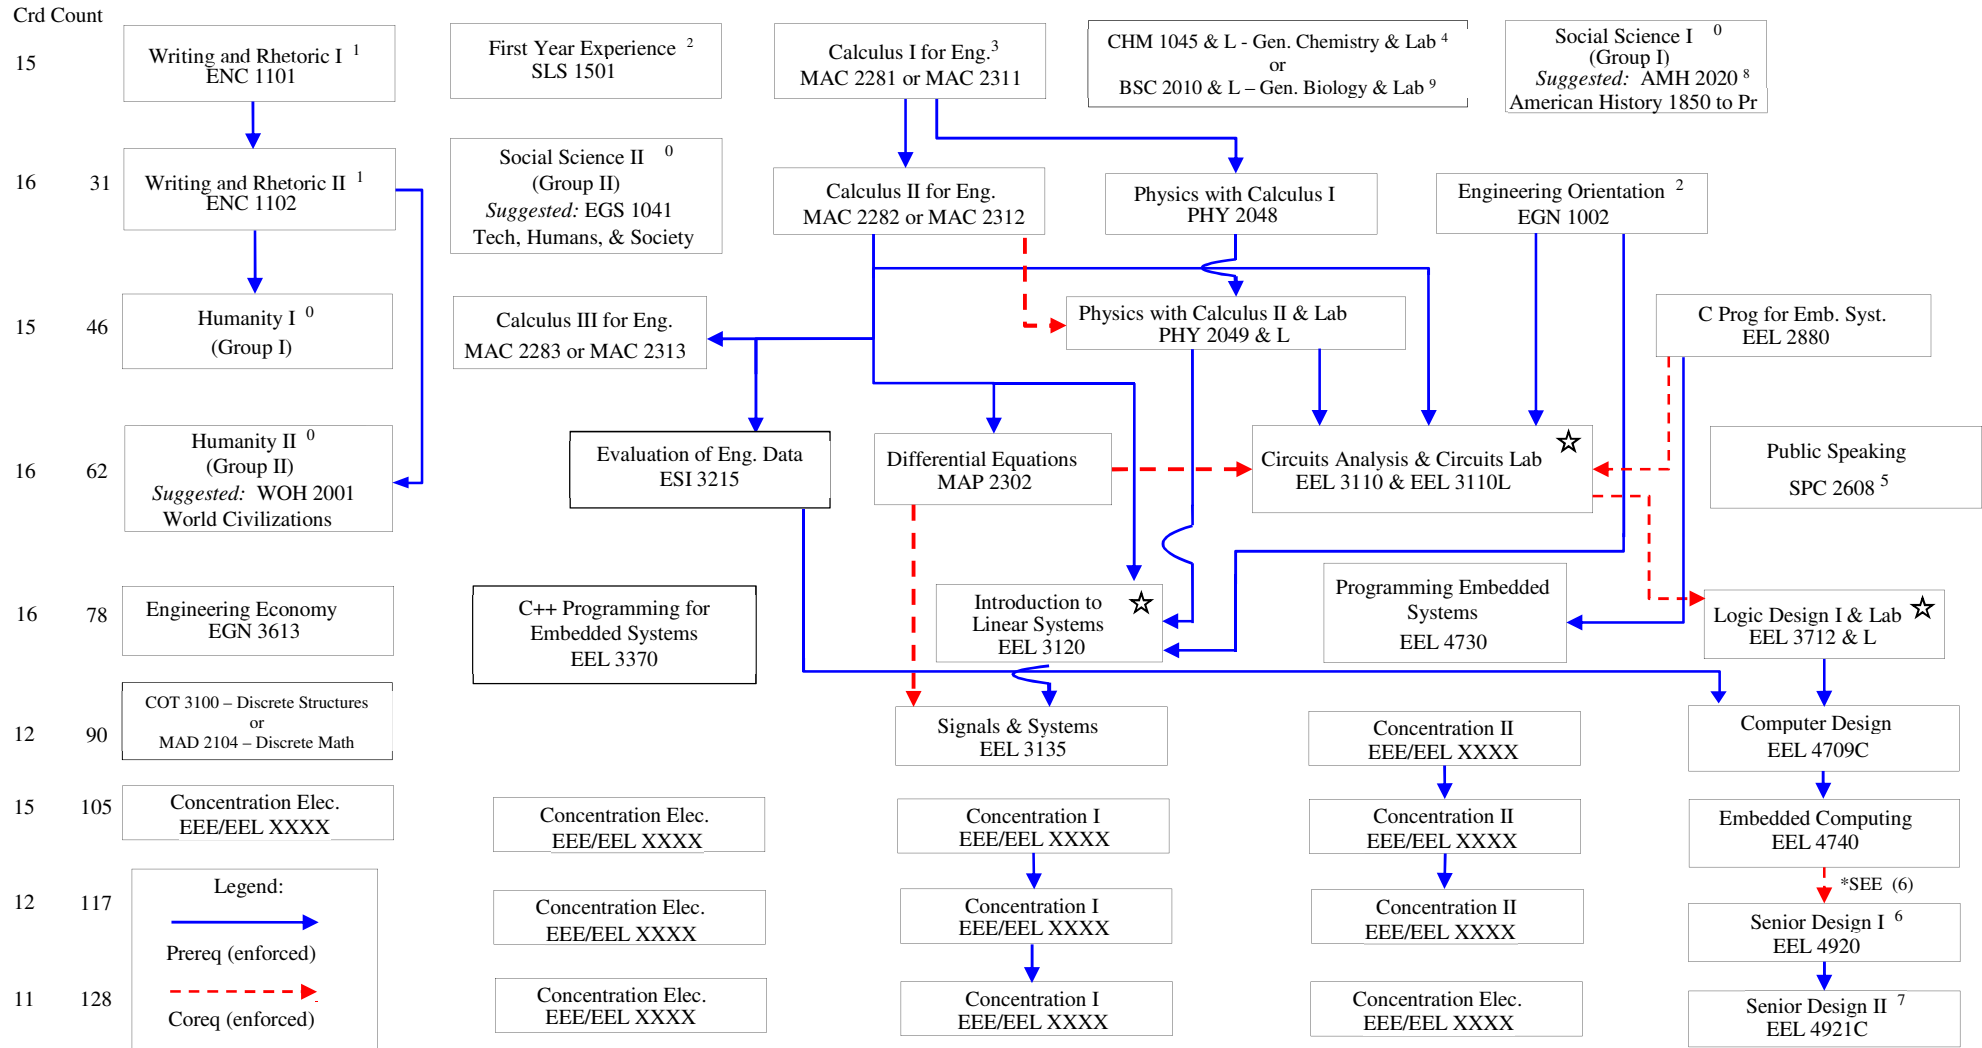 Crd Count
15
Writing and Rhetoric I 1
ENC 1101
First Year Experience 2
SLS 1501
Calculus I for Eng.3
MAC 2281 or MAC 2311
CHM 1045 & L - Gen. Chemistry & Lab 4
or
BSC 2010 & L – Gen. Biology & Lab 9
Social Science I 0
(Group I)
Suggested: AMH 2020 8
American History 1850 to Pr
16 31
Writing and Rhetoric II 1
ENC 1102
Social Science II 0
(Group II)
Suggested: EGS 1041
Tech, Humans, & Society
Calculus II for Eng.
MAC 2282 or MAC 2312
Physics with Calculus I
PHY 2048
Engineering Orientation 2
EGN 1002
15 46
Humanity I 0
(Group I)
Calculus III for Eng.
MAC 2283 or MAC 2313
Physics with Calculus II & Lab
PHY 2049 & L
C Prog for Emb. Syst.
EEL 2880
16 62
Humanity II 0
(Group II)
Suggested: WOH 2001
World Civilizations
Evaluation of Eng. Data
ESI 3215
Differential Equations
MAP 2302
Circuits Analysis & Circuits Lab
EEL 3110 & EEL 3110L
Public Speaking
SPC 2608 5
16 78
Engineering Economy
EGN 3613
C++ Programming for
Embedded Systems
EEL 3370
Introduction to
Linear Systems
EEL 3120
Programming Embedded
Systems
EEL 4730
Logic Design I & Lab
EEL 3712 & L
12 90
COT 3100 – Discrete Structures
or
MAD 2104 – Discrete Math
Signals & Systems
EEL 3135
Concentration II
EEE/EEL XXXX
Computer Design
EEL 4709C
15 105
Concentration Elec.
EEE/EEL XXXX
Concentration Elec.
EEE/EEL XXXX
Concentration I
EEE/EEL XXXX
Concentration II
EEE/EEL XXXX
Embedded Computing
EEL 4740
*SEE (6)
12 117
Legend:
Prereq (enforced)
Coreq (enforced)
Concentration Elec.
EEE/EEL XXXX
Concentration I
EEE/EEL XXXX
Concentration II
EEE/EEL XXXX
Senior Design I 6
EEL 4920
11 128
Concentration Elec.
EEE/EEL XXXX
Concentration I
EEE/EEL XXXX
Concentration Elec.
EEE/EEL XXXX
Senior Design II 7
EEL 4921C